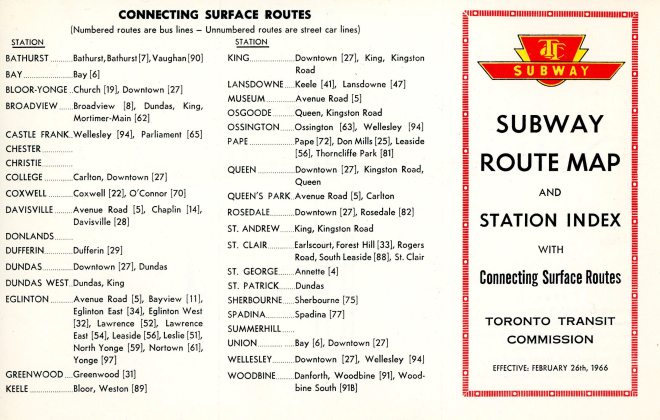 CONNECTING SURFACE ROUTES
(Numbered routes are bus lines – Unnumbered routes are street car lines)
STATION
BATHURST............Bathurst, Bathurst [7], Vaughan [90]
BAY......................Bay [6]
BLOOR-YONGE..Church [19], Downtown [27]
BROADVIEW.......Broadview [8], Dundas, King,
Mortimer-Main [62]
CASTLE FRANK..Wellesley [94], Parliament [65]
CHESTER..............
CHRISTIE..............
COLLEGE............Carlton, Downtown [27]
COXWELL..........Coxwell [22], O'Connor [70]
DAVISVILLE........Avenue Road [5], Chaplin [14],
Davisville [28]
DONLANDS........
DUFFERIN............Dufferin [29]
DUNDAS.............Downtown [27], Dundas
DUNDAS WEST..Dundas, King
EGLINTON..........Avenue Road [5], Bayview [11],
Eglinton East [34], Eglinton West
[32], Lawrence [52], Lawrence
East [54], Leaside [56], Leslie [51],
North Yonge [59], Nortown [61],
Yonge [97]
GREENWOOD....Greenwood [31]
KEELE...................Bloor, Weston [89]
STATION
KING....................Downtown [27], King, Kingston
Road
LANSDOWNE.....Keele [41], Lansdowne [47]
MUSEUM.............Avenue Road [5]
OSGOODE..........Queen, Kingston Road
OSSINGTON.......Ossington [63], Wellesley [94]
PAPE....................Pape [72], Don Mills [25], Leaside
[56], Thorncliffe Park [81]
QUEEN................Downtown [27], Kingston Road,
Queen
QUEEN'S PARK..Avenue Road [5], Carlton
ROSEDALE..........Downtown [27], Rosedale [82]
ST. ANDREW.......King, Kingston Road
ST. CLAIR.............Earlscourt, Forest Hill [33], Rogers
Road, South Leaside [88], St. Clair
ST. GEORGE.......Annette [4]
ST. PATRICK........Dundas
SHERBOURNE.....Sherbourne [75]
SPADINA.............Spadina [77]
SUMMERHILL......
UNION................Bay [6], Downtown [27]
WELLESLEY.........Downtown [27], Wellesley [94]
WOODBINE........Danforth, Woodbine [91], Wood-
bine South [91B]
TTC
SUBWAY
SUBWAY
ROUTE MAP
AND
STATION INDEX
WITH
Connecting Surface Routes
TORONTO TRANSIT
COMMISSION
EFFECTIVE: FEBRUARY 26th, 1966